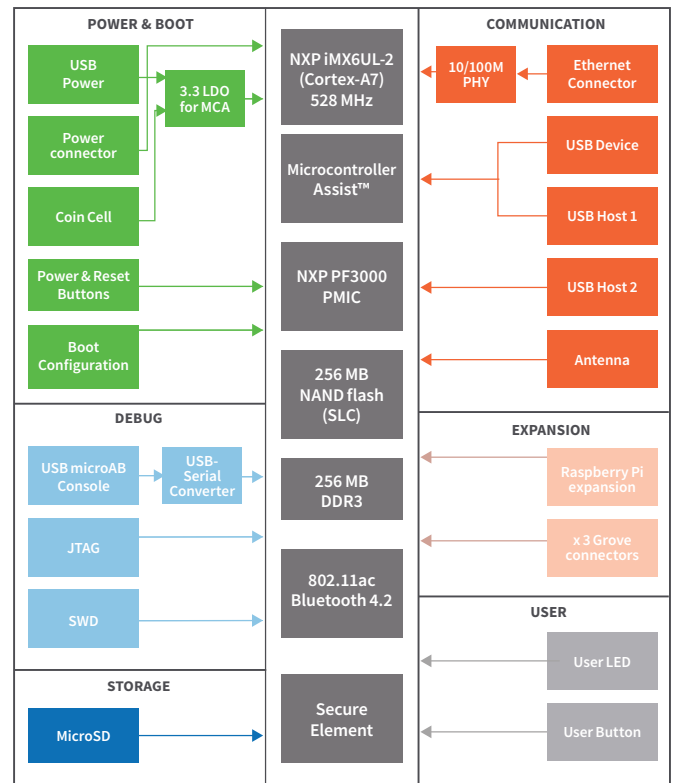 POWER & BOOT
USB
Power
3.3 LDO
for MCA
Power
connector
Coin Cell
Power & Reset
Buttons
Boot
Configuration
DEBUG
USB microAB
Console
USB-
Serial
Converter
JTAG
SWD
STORAGE
MicroSD
NXP iMX6UL-2
(Cortex-A7)
528 MHz
Microcontroller
Assist™
NXP PF3000
PMIC
256 MB
NAND flash
(SLC)
256 MB
DDR3
802.11ac
Bluetooth 4.2
Secure
Element
COMMUNICATION
10/100M
PHY
Ethernet
Connector
USB Device
USB Host 1
USB Host 2
Antenna
EXPANSION
Raspberry Pi
expansion
x 3 Grove
connectors
USER
User LED
User Button